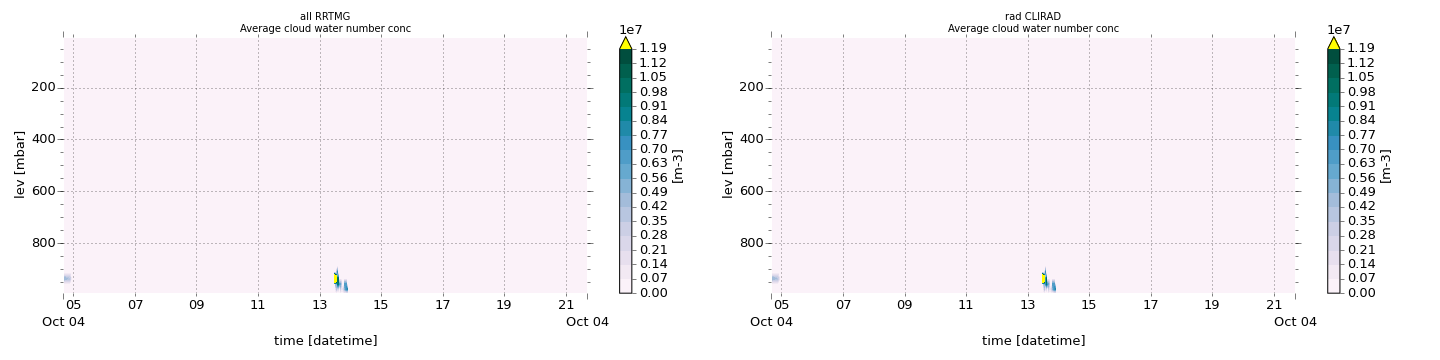 all RRTMG
Average cloud water number conc
1e7
1.19
1.12
1.05
0.98
0.91
0.84
0.77
0.70
0.63
0.56
0.49
0.42
0.35
0.28
0.21
0.14
0.07
0.00
[m-3]
lev [mbar]
200
400
600
800
05 07 09 11 13 15 17 19 21
Oct 04 Oct 04
time [datetime]
rad CLIRAD
Average cloud water number conc
1e7
1.19
1.12
1.05
0.98
0.91
0.84
0.77
0.70
0.63
0.56
0.49
0.42
0.35
0.28
0.21
0.14
0.07
0.00
[m-3]
lev [mbar]
200
400
600
800
05 07 09 11 13 15 17 19 21
Oct 04 Oct 04
time [datetime]